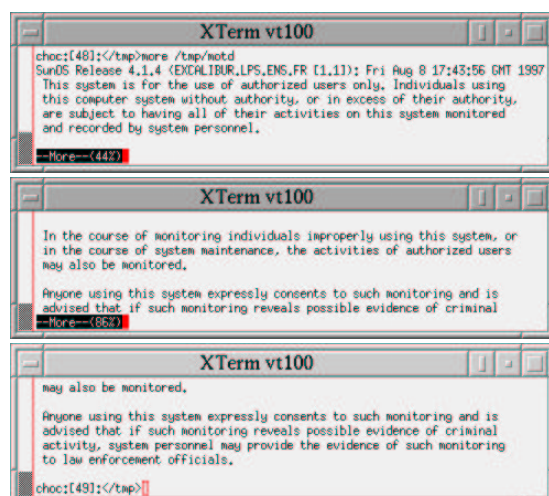 XTerm vt100
choc:[48]:</tmp>more /tmp/motd
SunOS Release 4.1.4 (EXCALIBUR.LPS.ENS.FR [1.1]): Fri Aug 8 17:43:56 GMT 1997
This system is for the use of authorized users only. Individuals using
this computer system without authority, or in excess of their authority,
are subject to having all of their activities on this system monitored
and recorded by system personnel.
--More--(44%)
XTerm vt100
In the course of monitoring individuals improperly using this system, or
in the course of system maintenance, the activities of authorized users
may also be monitored.
Anyone using this system expressly consents to such monitoring and is
advised that if such monitoring reveals possible evidence of criminal
--More--(86%)
XTerm vt100
may also be monitored.
Anyone using this system expressly consents to such monitoring and is
advised that if such monitoring reveals possible evidence of criminal
activity, system personnel may provide the evidence of such monitoring
to law enforcement officials.
choc:[49]:</tmp>